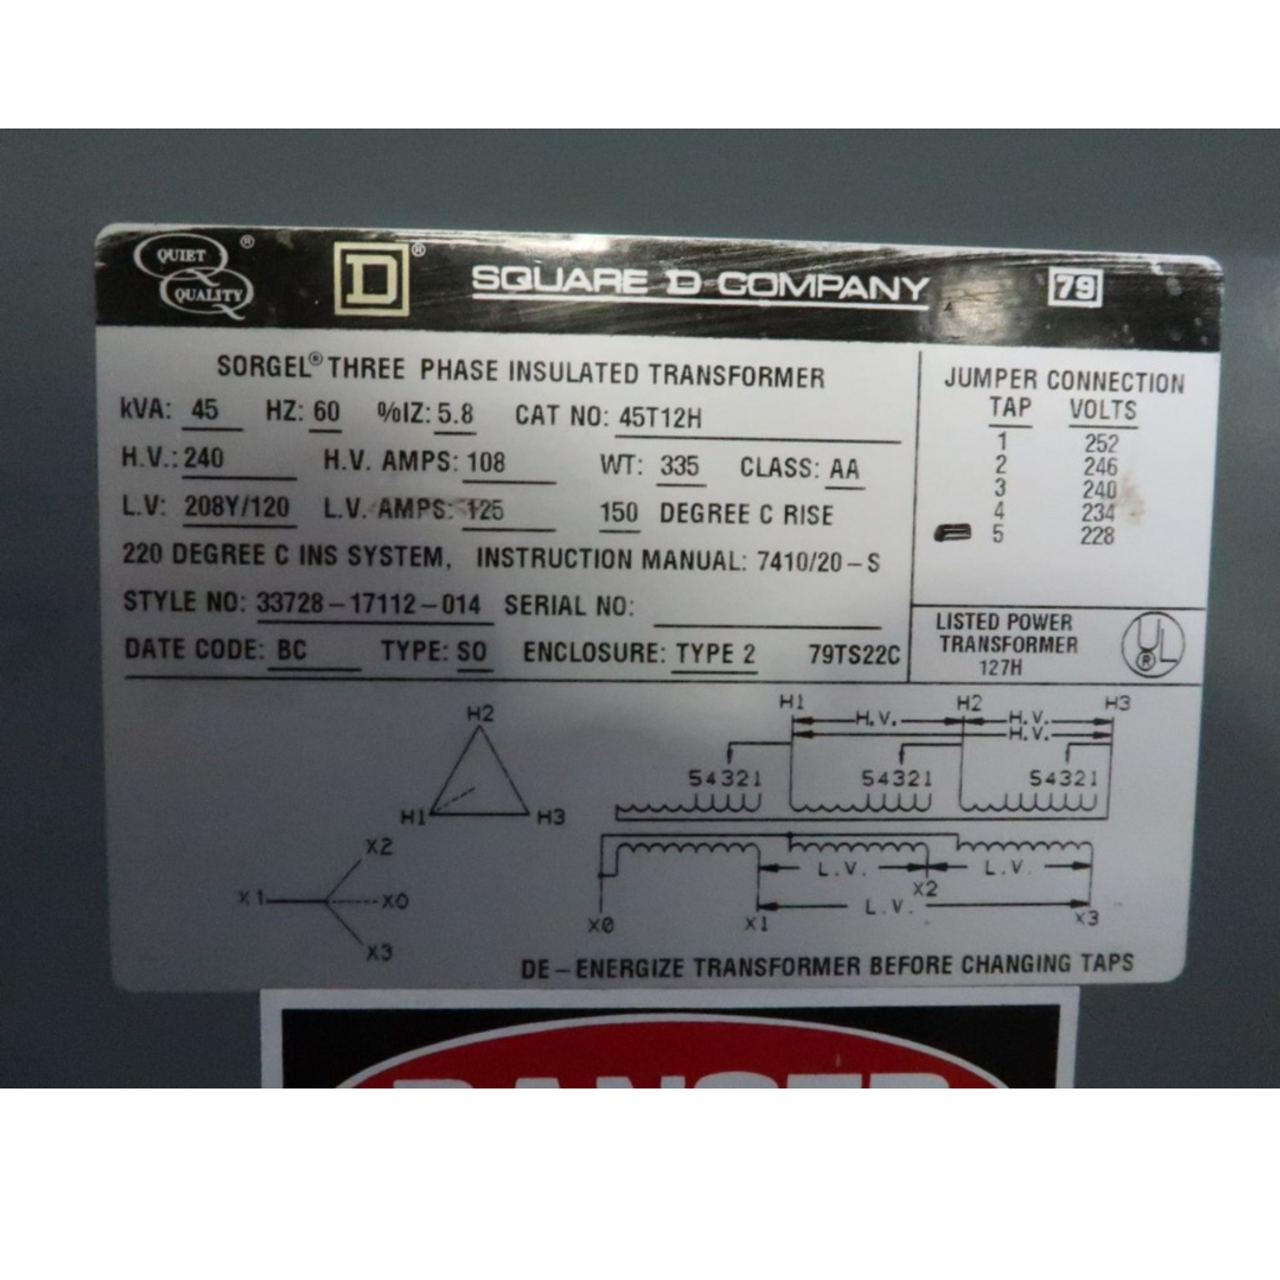 QUIET ®
QUALITY
D ®
SQUARE D COMPANY
79
SORGEL® THREE PHASE INSULATED TRANSFORMER
kVA: 45 HZ: 60 %IZ: 5.8 CAT NO: 45T12H
H.V.: 240 H.V. AMPS: 108 WT: 335 CLASS: AA
L.V: 208Y/120 L.V. AMPS: 125 150 DEGREE C RISE
220 DEGREE C INS SYSTEM, INSTRUCTION MANUAL: 7410/20-S
STYLE NO: 33728-17112-014 SERIAL NO:
DATE CODE: BC TYPE: SO ENCLOSURE: TYPE 2 79TS22C
JUMPER CONNECTION
TAP VOLTS
1 252
2 246
3 240
4 234
5 228
LISTED POWER
TRANSFORMER
127H
UL ®
H2
H1 H3
X2
X1 X0
X3
H1 H2 H3
H.V. H.V.
H.V.
54321 54321 54321
L.V. L.V.
X2
L.V.
X0 X1 X3
DE-ENERGIZE TRANSFORMER BEFORE CHANGING TAPS
DANGER